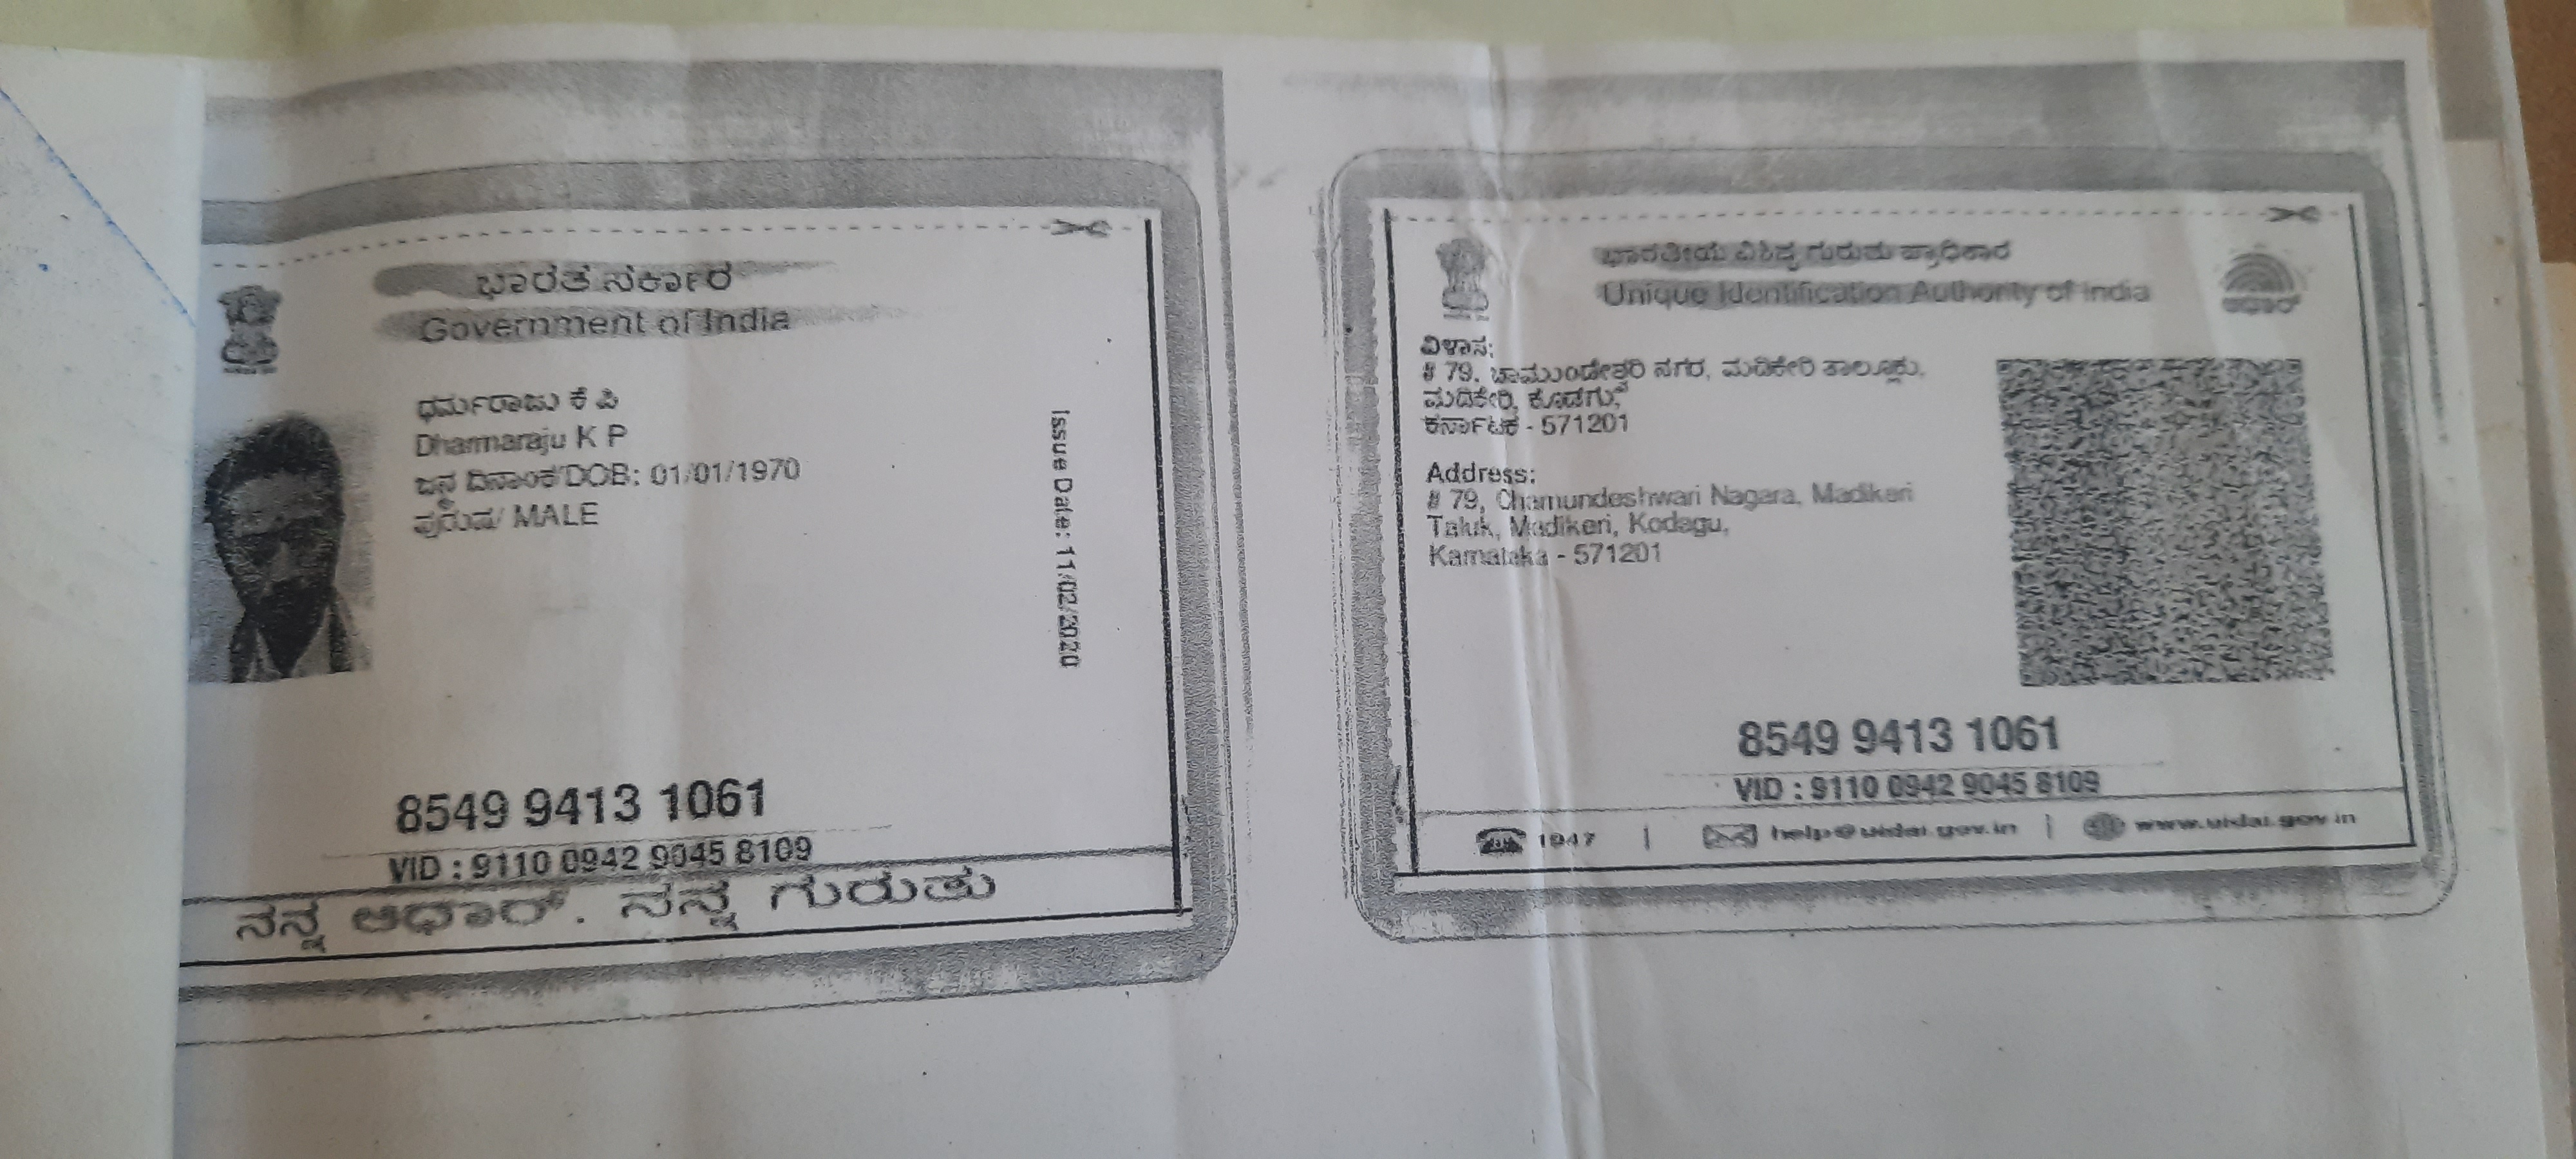 ಭಾರತ ಸರ್ಕಾರ
Government of India
ಧರ್ಮರಾಜು ಕೆ ಪಿ
Dharmaraju K P
ಜನ್ಮ ದಿನಾಂಕ/DOB: 01/01/1970
ಪುರುಷ/ MALE
Issue Date: 11/02/2020
8549 9413 1061
VID : 9110 0942 9045 8109
ನನ್ನ ಆಧಾರ್, ನನ್ನ ಗುರುತು
ಭಾರತೀಯ ವಿಶಿಷ್ಟ ಗುರುತು ಪ್ರಾಧಿಕಾರ
Unique Identification Authority of India
ಆಧಾರ್
ವಿಳಾಸ:
# 79, ಚಾಮುಂಡೇಶ್ವರಿ ನಗರ, ಮಡಿಕೇರಿ ತಾಲ್ಲೂಕು,
ಮಡಿಕೇರಿ, ಕೊಡಗು,
ಕರ್ನಾಟಕ - 571201
Address:
# 79, Chamundeshwari Nagara, Madikeri
Taluk, Madikeri, Kodagu,
Karnataka - 571201
8549 9413 1061
VID : 9110 0942 9045 8109
1947 | help@uidai.gov.in | www.uidai.gov.in